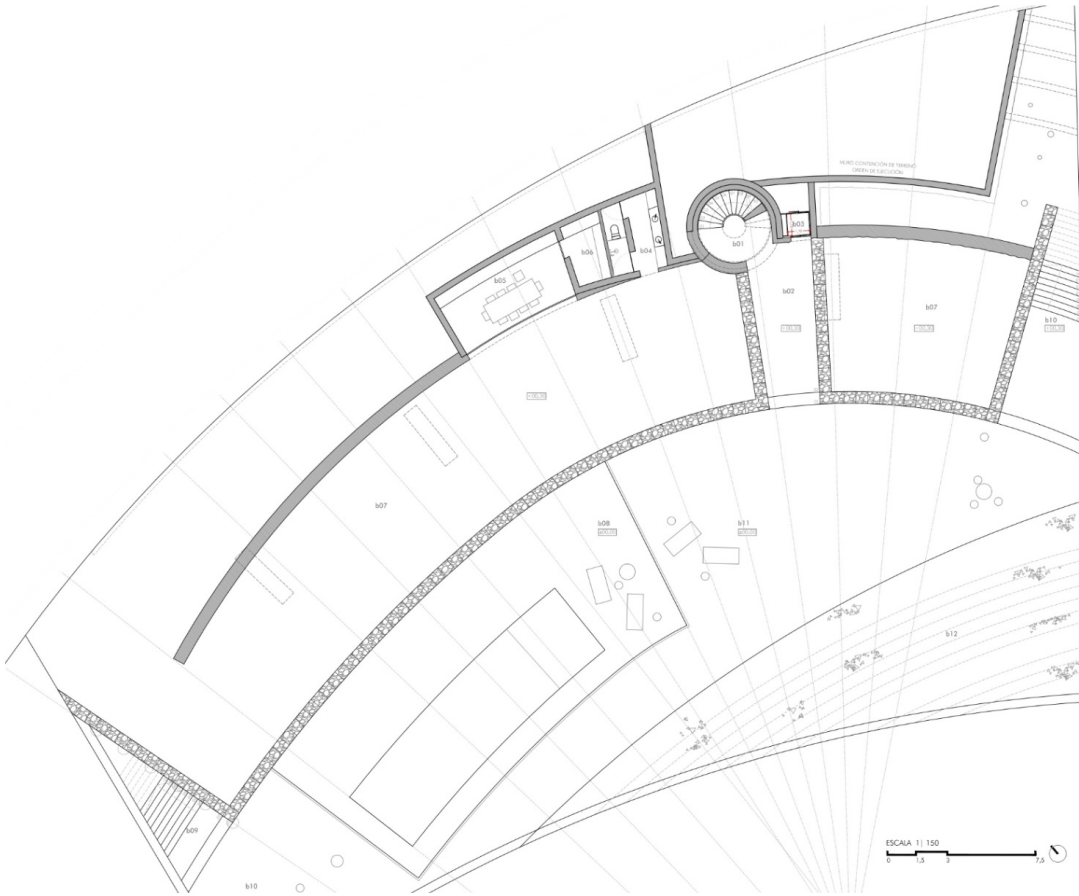 MURO CONTENCIÓN DE TERRENO
ORDEN DE EJECUCIÓN
b03
b01
b04
b06
b05
b02
b07
b10
b07
b08
b11
b12
b09
b10
ESCALA 1| 150
0 1,5 3 7,5